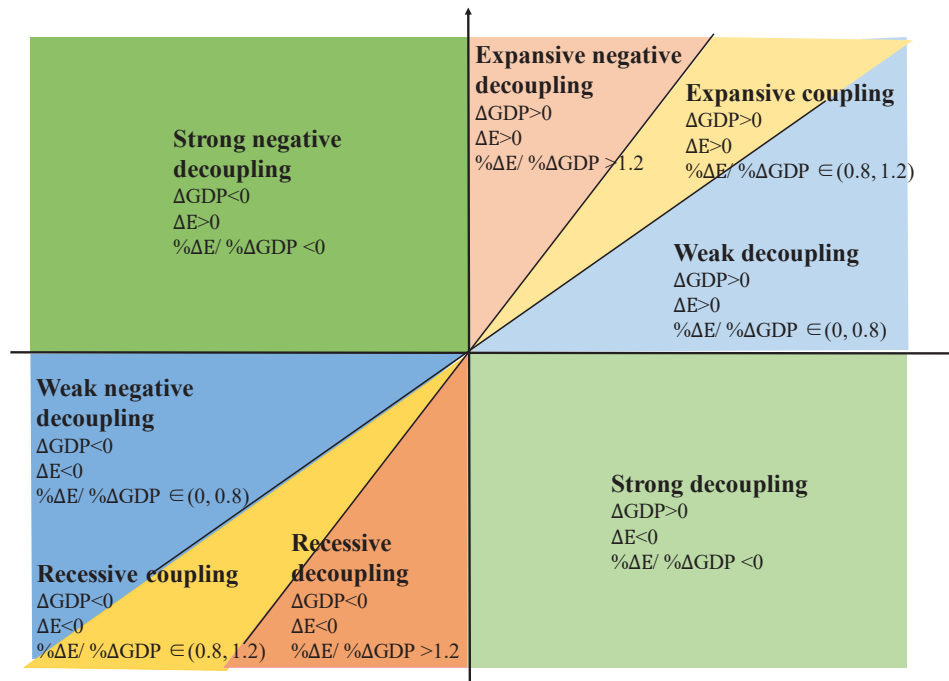 Expansive negative
decoupling
ΔGDP>0
ΔE>0
%ΔE/ %ΔGDP >1.2
Expansive coupling
ΔGDP>0
ΔE>0
%ΔE/ %ΔGDP ∈(0.8, 1.2)
Strong negative
decoupling
ΔGDP<0
ΔE>0
%ΔE/ %ΔGDP <0
Weak decoupling
ΔGDP>0
ΔE>0
%ΔE/ %ΔGDP ∈(0, 0.8)
Weak negative
decoupling
ΔGDP<0
ΔE<0
%ΔE/ %ΔGDP ∈(0, 0.8)
Strong decoupling
ΔGDP>0
ΔE<0
%ΔE/ %ΔGDP <0
Recessive coupling
ΔGDP<0
ΔE<0
%ΔE/ %ΔGDP ∈(0.8, 1.2)
Recessive
decoupling
ΔGDP<0
ΔE<0
%ΔE/ %ΔGDP >1.2